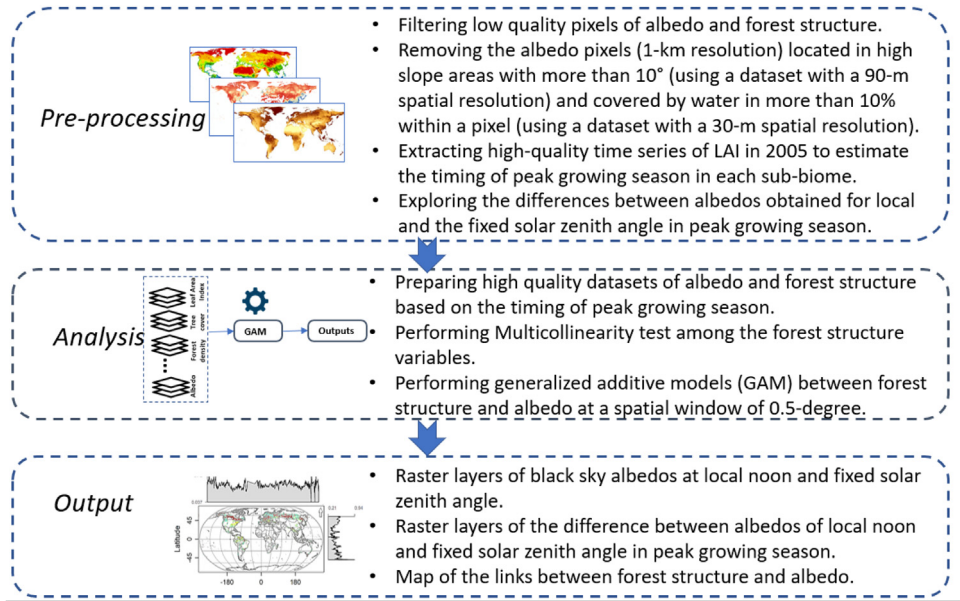 Pre-processing
• Filtering low quality pixels of albedo and forest structure.
• Removing the albedo pixels (1-km resolution) located in high
slope areas with more than 10° (using a dataset with a 90-m
spatial resolution) and covered by water in more than 10%
within a pixel (using a dataset with a 30-m spatial resolution).
• Extracting high-quality time series of LAI in 2005 to estimate
the timing of peak growing season in each sub-biome.
• Exploring the differences between albedos obtained for local
and the fixed solar zenith angle in peak growing season.
Analysis
Leaf Area
Index
Tree
cover
Forest
density
Albedo
GAM
Outputs
• Preparing high quality datasets of albedo and forest structure
based on the timing of peak growing season.
• Performing Multicollinearity test among the forest structure
variables.
• Performing generalized additive models (GAM) between forest
structure and albedo at a spatial window of 0.5-degree.
Output
Latitude
45
0
-45
-180
0
180
• Raster layers of black sky albedos at local noon and fixed solar
zenith angle.
• Raster layers of the difference between albedos of local noon
and fixed solar zenith angle in peak growing season.
• Map of the links between forest structure and albedo.